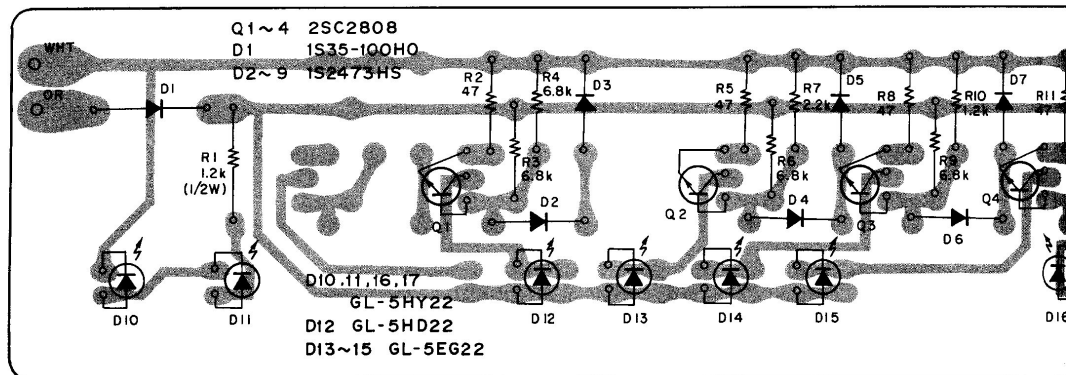 Q1~4 2SC2808
D1 1S35-100HO
D2~9 1S2473HS
WHT
OR
D1
R1
1.2k
(1/2W)
R2
47
R4
6.8k
D3
R3
6.8k
Q1
D2
R5
47
R7
2.2k
D5
R8
47
R10
1.2k
D7
R11
47
R6
6.8k
R9
6.8k
Q2
D4
Q3
D6
Q4
D10
D11
D10.11,16,17
GL-5HY22
D12 GL-5HD22
D13~15 GL-5EG22
D12
D13
D14
D15
D16